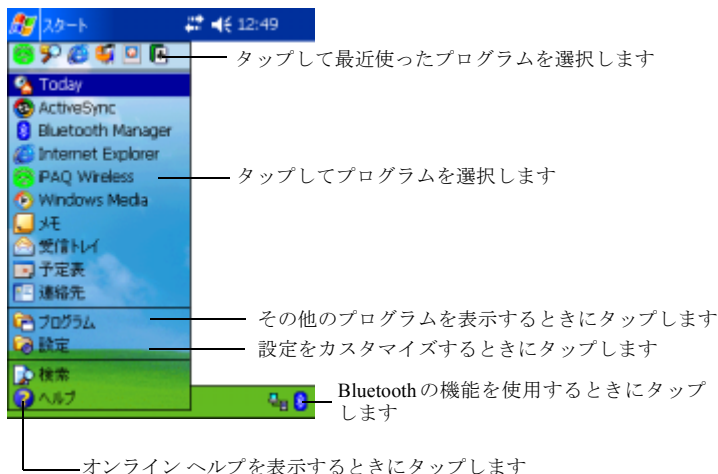 スタート 12:49
タップして最近使ったプログラムを選択します
Today
ActiveSync
Bluetooth Manager
Internet Explorer
iPAQ Wireless
タップしてプログラムを選択します
Windows Media
メモ
受信トレイ
予定表
連絡先
プログラム
その他のプログラムを表示するときにタップします
設定
設定をカスタマイズするときにタップします
検索
ヘルプ
Bluetoothの機能を使用するときにタップ
します
オンライン ヘルプを表示するときにタップします